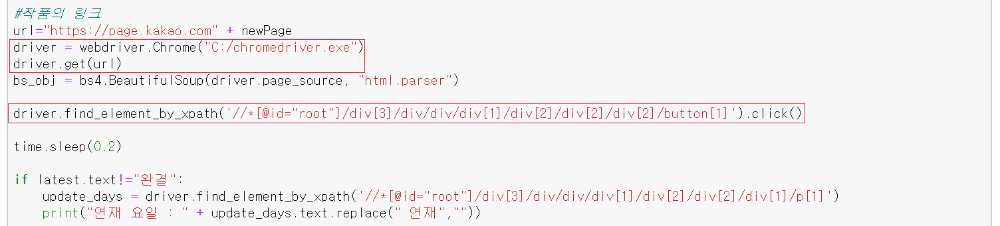 #작품의 링크
url="https://page.kakao.com" + newPage
driver = webdriver.Chrome("C:/chromedriver.exe")
driver.get(url)
bs_obj = bs4.BeautifulSoup(driver.page_source, "html.parser")
driver.find_element_by_xpath('//*[@id="root"]/div[3]/div/div/div[1]/div[2]/div[2]/div[2]/button[1]').click()
time.sleep(0.2)
if latest.text!="완결":
    update_days = driver.find_element_by_xpath('//*[@id="root"]/div[3]/div/div/div[1]/div[2]/div[2]/div[1]/p[1]')
    print("연재 요일 : " + update_days.text.replace(" 연재",""))